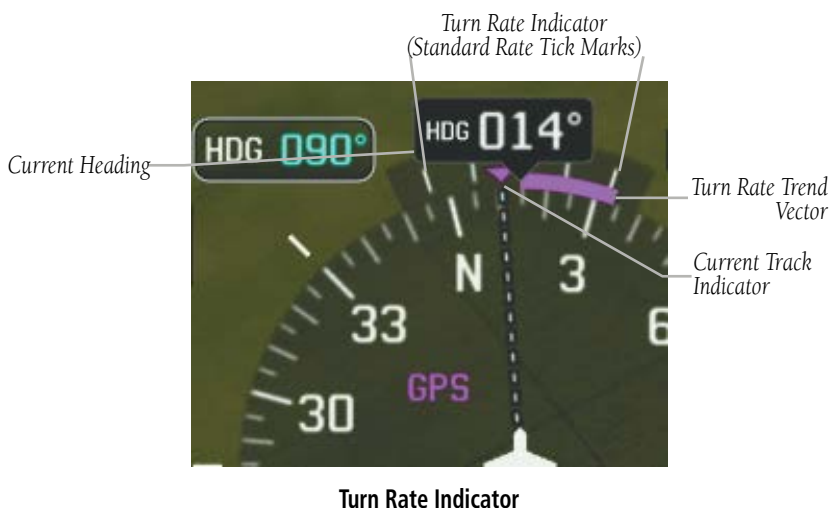 Turn Rate Indicator
(Standard Rate Tick Marks)
HDG 090°
HDG 014°
Current Heading
Turn Rate Trend
Vector
Current Track
Indicator
N
3
33
6
GPS
30
Turn Rate Indicator